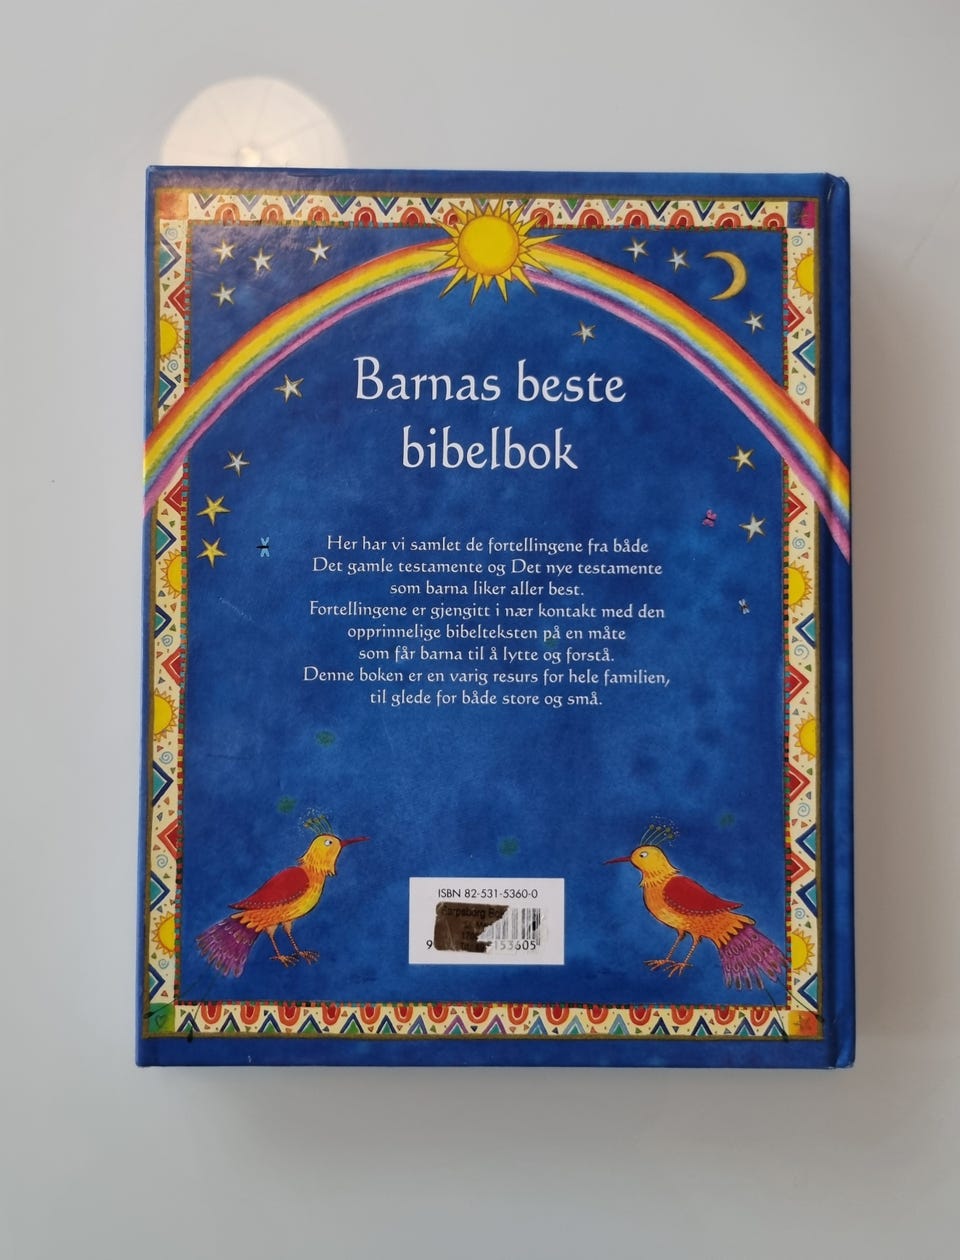 Barnas beste
bibelbok
Her har vi samlet de fortellingene fra både
Det gamle testamente og Det nye testamente
som barna liker aller best.
Fortellingene er gjengitt i nær kontakt med den
opprinnelige bibelteksten på en måte
som får barna til å lytte og forstå.
Denne boken er en varig resurs for hele familien,
til glede for både store og små.
ISBN 82-531-5360-0
Sarpsborg
9 153605